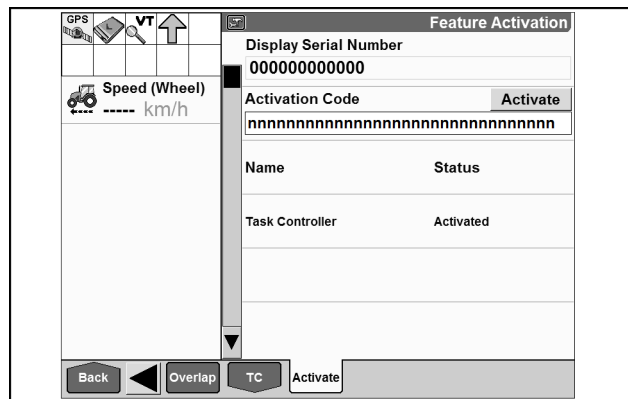 GPS
VT
Feature Activation
Display Serial Number
000000000000
Speed (Wheel)
----- km/h
Activation Code
Activate
nnnnnnnnnnnnnnnnnnnnnnnnnnnnnnnn
Name Status
Task Controller Activated
Back Overlap TC Activate